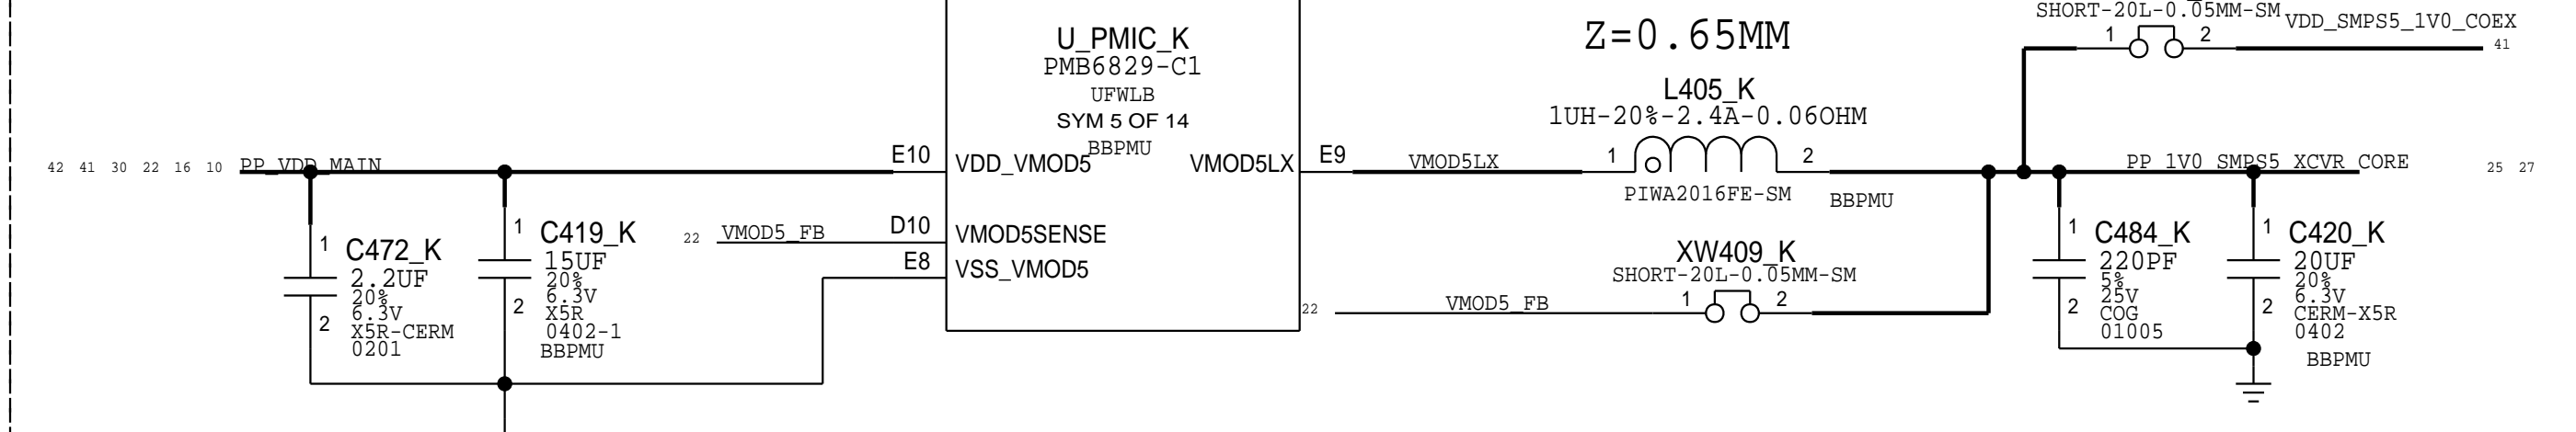 SHORT-20L-0.05MM-SM
VDD_SMPS5_1V0_COEX
1 2 41
U_PMIC_K
PMB6829-C1
UFWLB
SYM 5 OF 14
BBPMU
Z=0.65MM
L405_K
1UH-20%-2.4A-0.06OHM
42 41 30 22 16 10 PP_VDD_MAIN
E10 VDD_VMOD5
VMOD5LX E9
VMOD5LX
1 2
PIWA2016FE-SM
BBPMU
PP_1V0_SMPS5_XCVR_CORE
25 27
22 VMOD5_FB D10 VMOD5SENSE
E8 VSS_VMOD5
1
C472_K
2.2UF
20%
6.3V
2
X5R-CERM
0201
1
C419_K
15UF
20%
6.3V
2
X5R
0402-1
BBPMU
XW409_K
SHORT-20L-0.05MM-SM
22 VMOD5_FB 1 2
1
C484_K
220PF
5%
25V
2
COG
01005
1
C420_K
20UF
20%
6.3V
2
CERM-X5R
0402
BBPMU